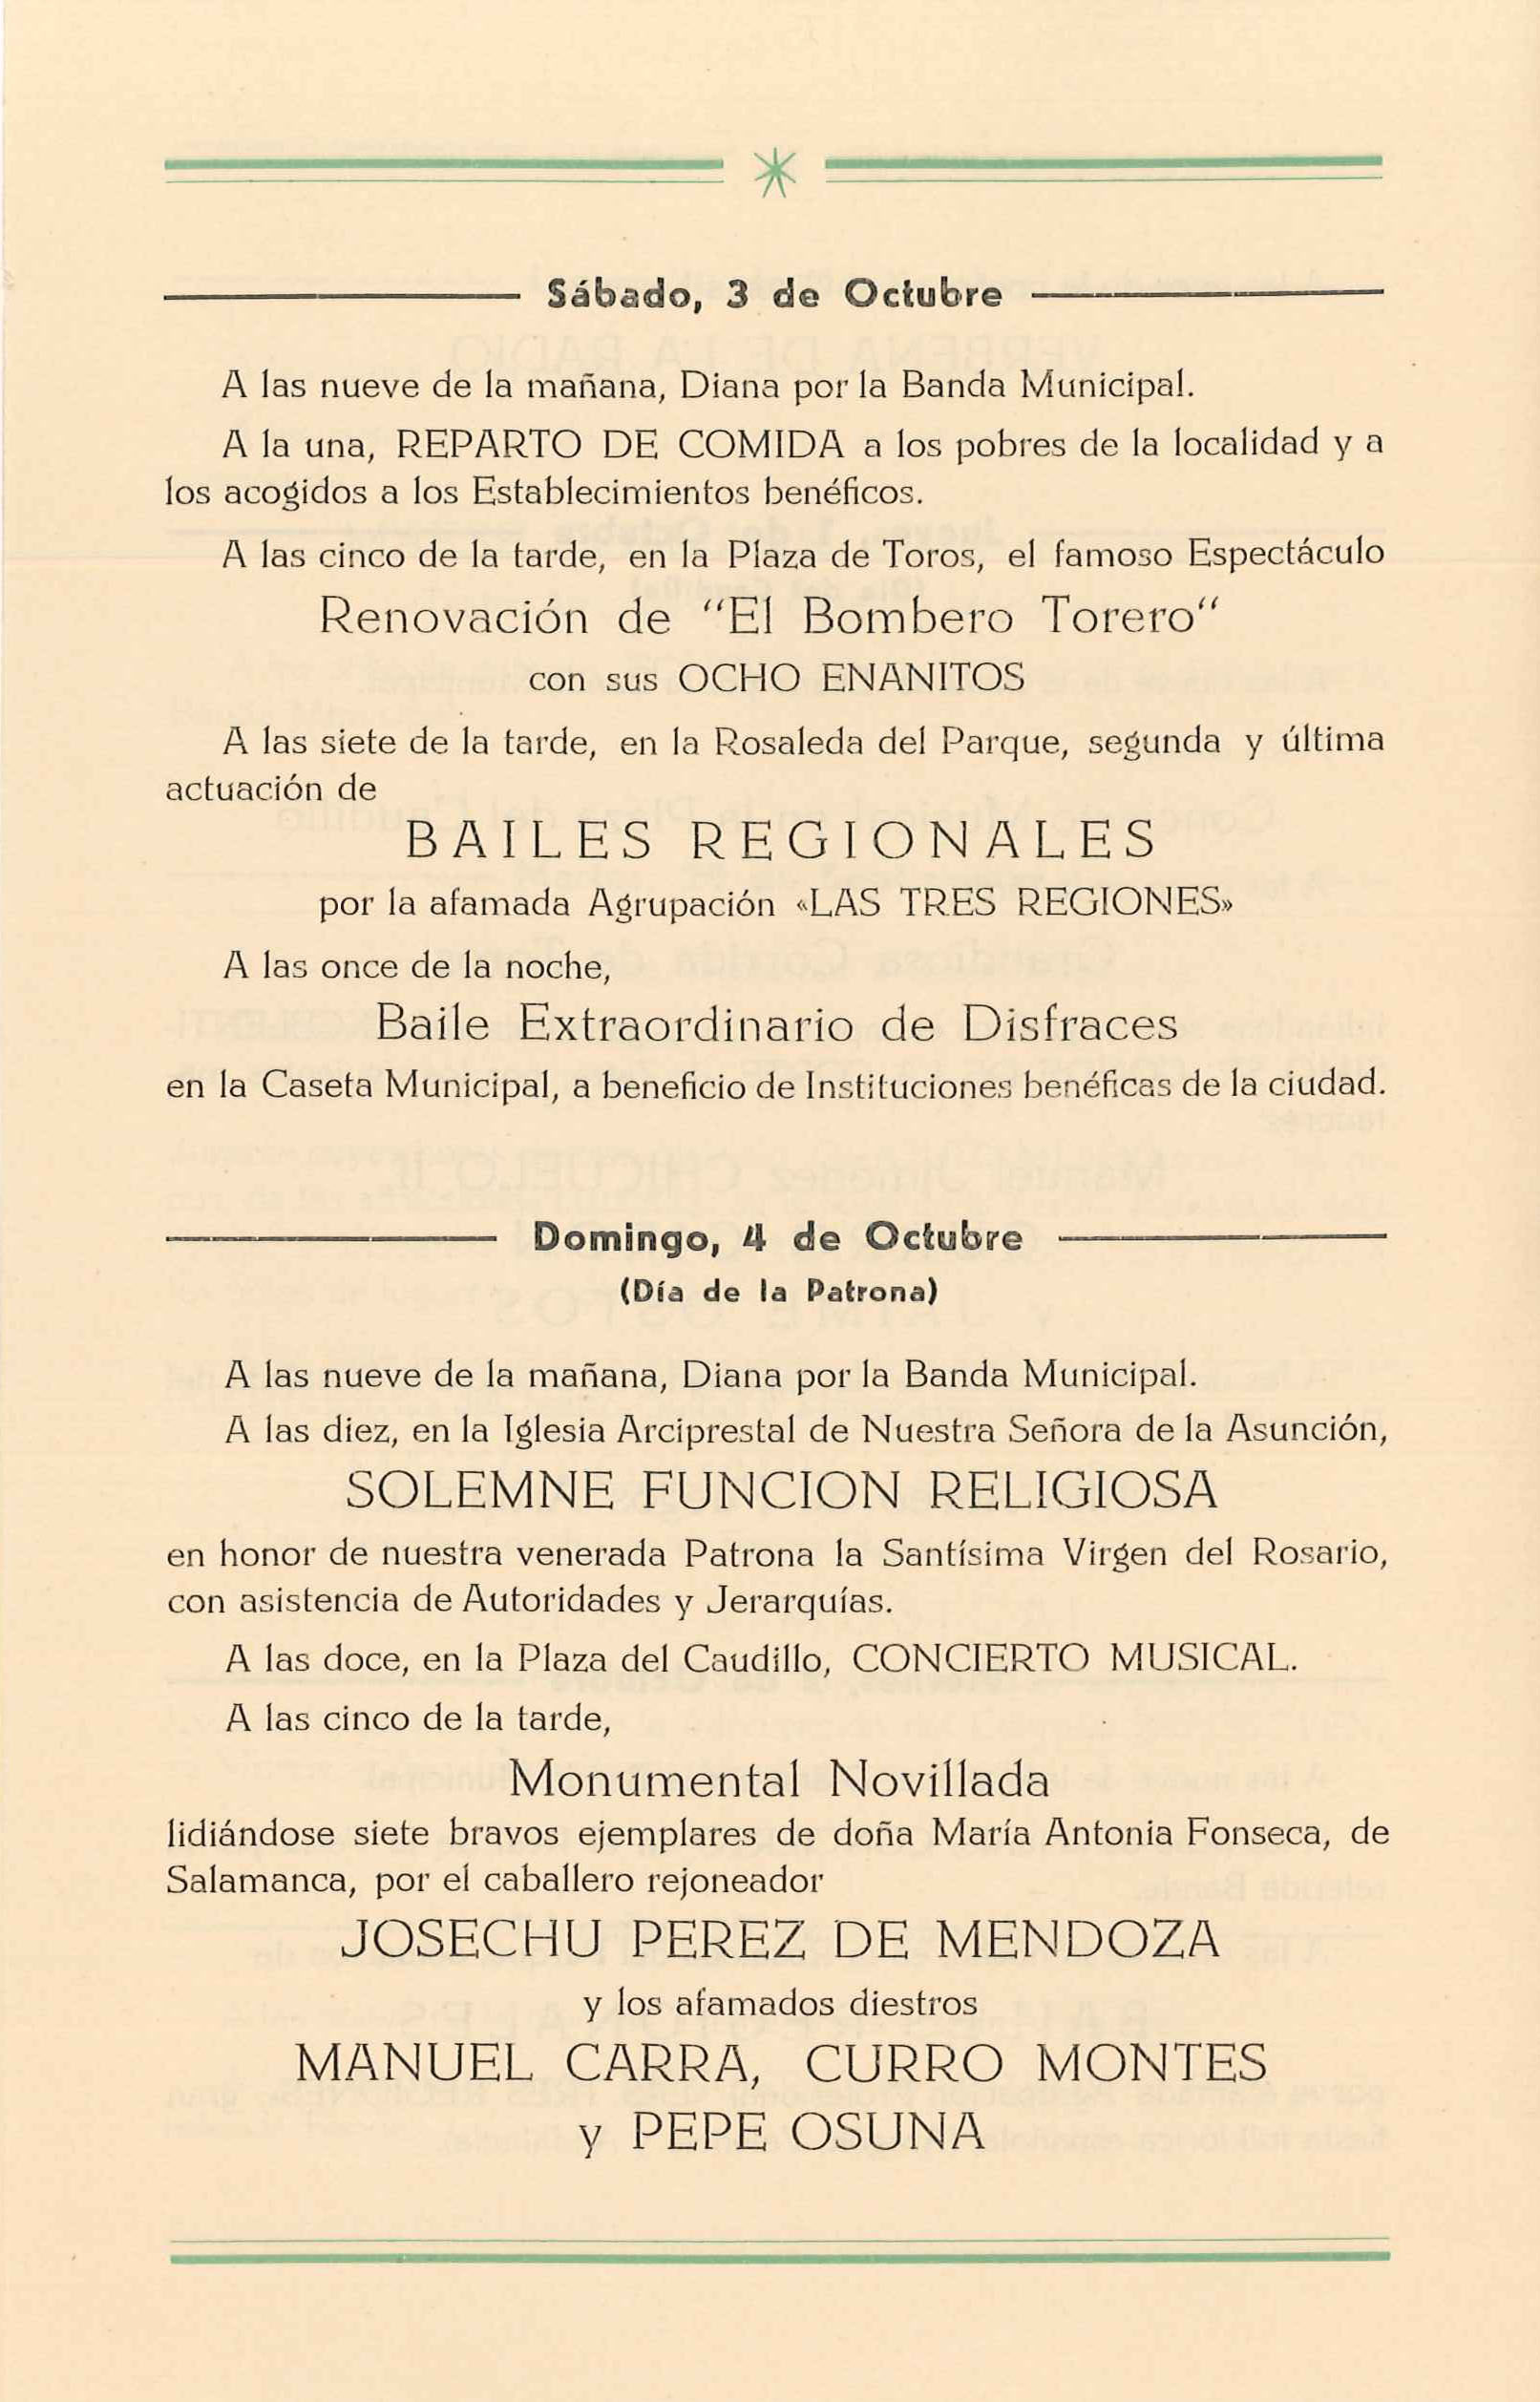 Sábado, 3 de Octubre
A las nueve de la mañana, Diana por la Banda Municipal.
A la una, REPARTO DE COMIDA a los pobres de la localidad y a
los acogidos a los Establecimientos benéficos.
A las cinco de la tarde, en la Plaza de Toros, el famoso Espectáculo
Renovación de "El Bombero Torero"
con sus OCHO ENANITOS
A las siete de la tarde, en la Rosaleda del Parque, segunda y última
actuación de
BAILES REGIONALES
por la afamada Agrupación «LAS TRES REGIONES»
A las once de la noche,
Baile Extraordinario de Disfraces
en la Caseta Municipal, a beneficio de Instituciones benéficas de la ciudad.
Domingo, 4 de Octubre
(Día de la Patrona)
A las nueve de la mañana, Diana por la Banda Municipal.
A las diez, en la Iglesia Arciprestal de Nuestra Señora de la Asunción,
SOLEMNE FUNCION RELIGIOSA
en honor de nuestra venerada Patrona la Santísima Virgen del Rosario,
con asistencia de Autoridades y Jerarquías.
A las doce, en la Plaza del Caudillo, CONCIERTO MUSICAL.
A las cinco de la tarde,
Monumental Novillada
lidiándose siete bravos ejemplares de doña María Antonia Fonseca, de
Salamanca, por el caballero rejoneador
JOSECHU PEREZ DE MENDOZA
y los afamados diestros
MANUEL CARRA, CURRO MONTES
y PEPE OSUNA